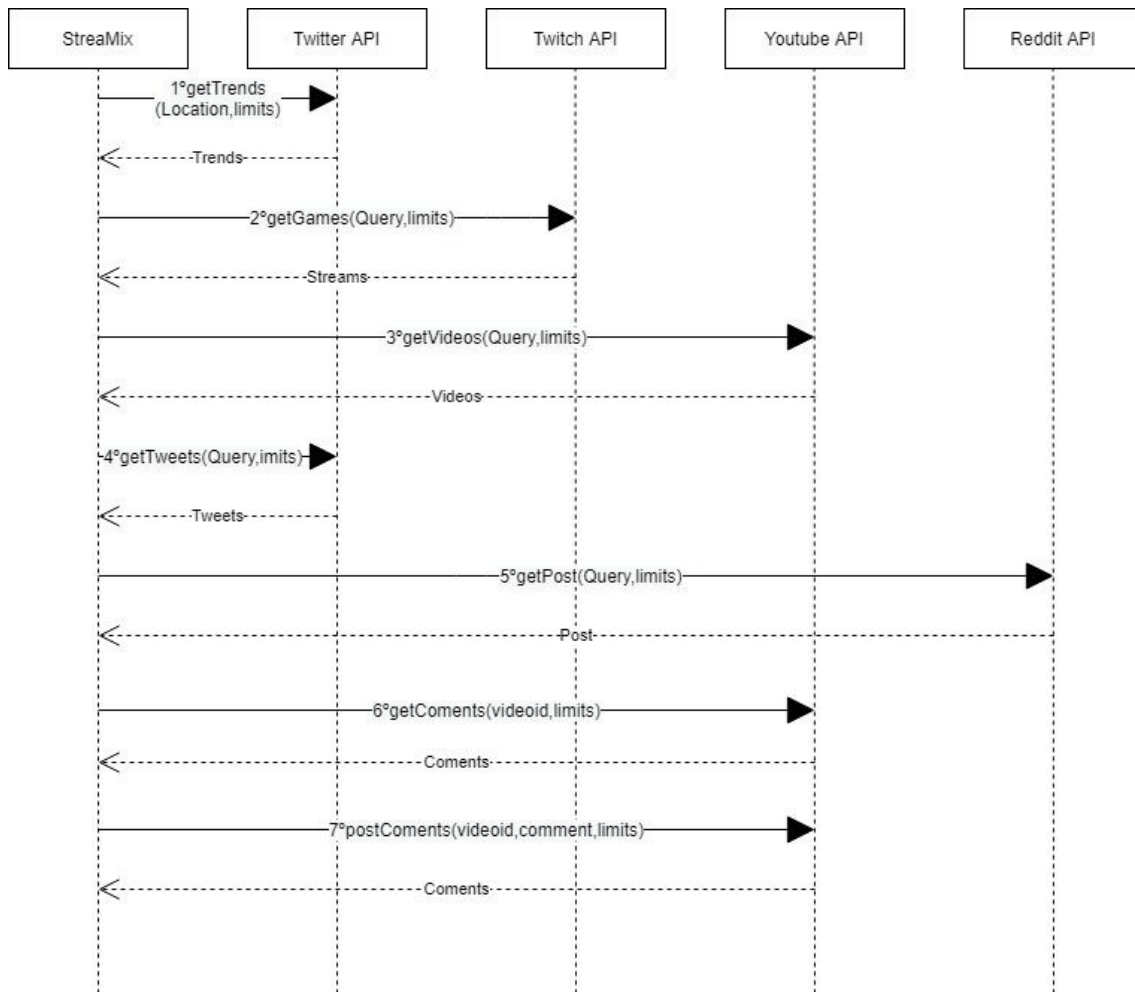 StreaMix
Twitter API
Twitch API
Youtube API
Reddit API
1ºgetTrends
(Location,limits)
Trends
2ºgetGames(Query,limits)
Streams
3ºgetVideos(Query,limits)
Videos
4ºgetTweets(Query,imits)
Tweets
5ºgetPost(Query,limits)
Post
6ºgetComents(videoid,limits)
Coments
7ºpostComents(videoid,comment,limits)
Coments